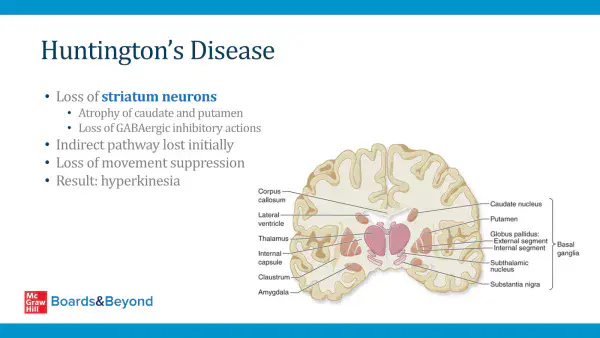 Huntington's Disease
• Loss of striatum neurons
• Atrophy of caudate and putamen
• Loss of GABAergic inhibitory actions
• Indirect pathway lost initially
• Loss of movement suppression
• Result: hyperkinesia
Corpus
callosum
Lateral
ventricle
Thalamus
Internal
capsule
Claustrum
Amygdala
Caudate nucleus
Putamen
Globus pallidus:
External segment
Internal segment
Subthalamic
nucleus
Substantia nigra
Basal
ganglia
Mc
Graw
Hill
Boards&Beyond